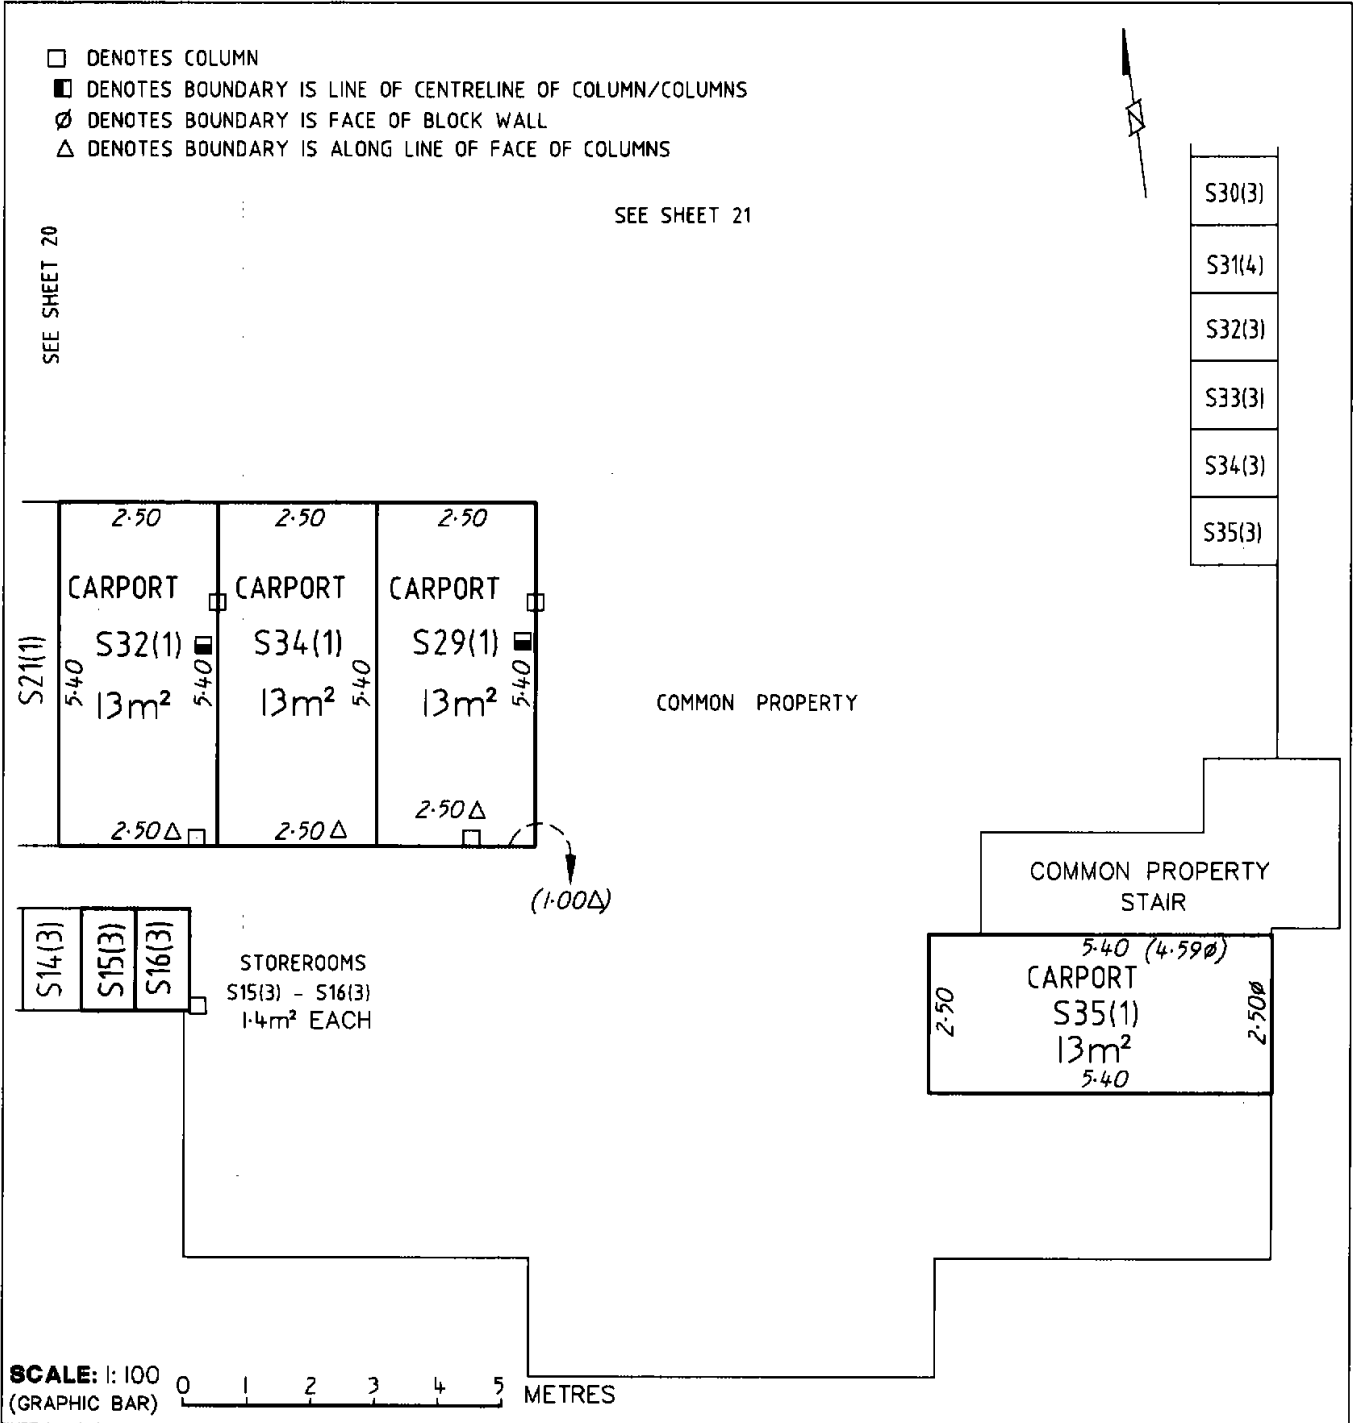 DENOTES COLUMN
DENOTES BOUNDARY IS LINE OF CENTRELINE OF COLUMN/COLUMNS
Ø DENOTES BOUNDARY IS FACE OF BLOCK WALL
△ DENOTES BOUNDARY IS ALONG LINE OF FACE OF COLUMNS
SEE SHEET 20
SEE SHEET 21
S30(3)
S31(4)
S32(3)
S33(3)
S34(3)
S35(3)
S21(1)
2·50
CARPORT
S32(1)
13m²
5·40
5·40
2·50△
2·50
CARPORT
S34(1)
13m²
5·40
2·50△
2·50
CARPORT
S29(1)
13m²
5·40
2·50△
(1·00△)
COMMON PROPERTY
COMMON PROPERTY
STAIR
S14(3)
S15(3)
S16(3)
STOREROOMS
S15(3) - S16(3)
1·4m² EACH
5·40 (4·59ø)
CARPORT
S35(1)
13m²
2·50
2·50ø
5·40
SCALE: 1:100
(GRAPHIC BAR)
0 1 2 3 4 5 METRES